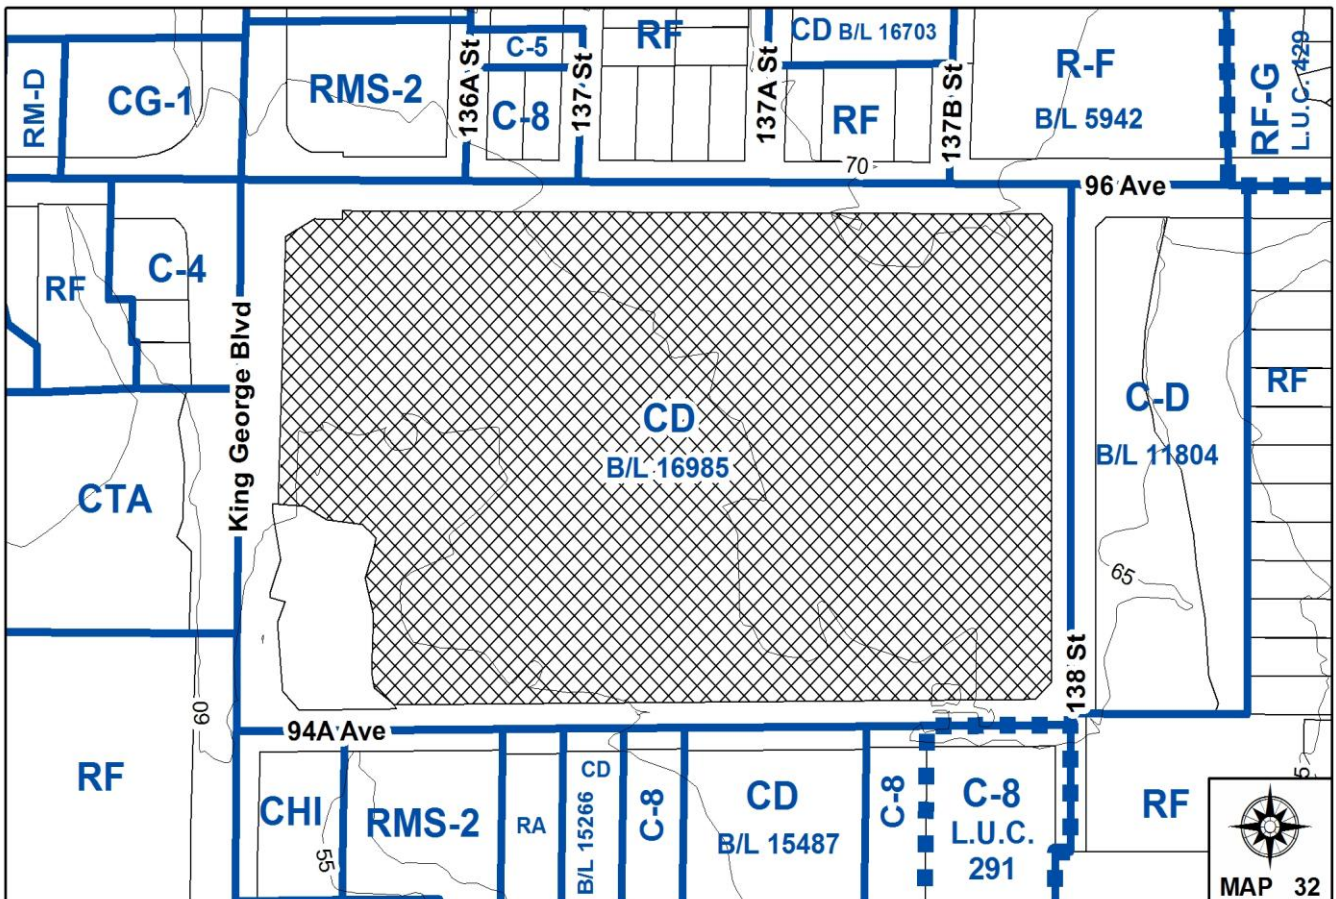 RM-D
CG-1
RMS-2
136A St
C-5
C-8
137 St
RF
137A St
CD B/L 16703
RF
137B St
R-F
B/L 5942
RF-G
L.U.C. 429
70
96 Ave
RF
C-4
King George Blvd
CTA
CD
B/L 16985
C-D
B/L 11804
RF
65
138 St
60
94A Ave
RF
CHI
55
RMS-2
RA
CD
B/L 15266
C-8
CD
B/L 15487
C-8
C-8
L.U.C.
291
RF
5
MAP 32